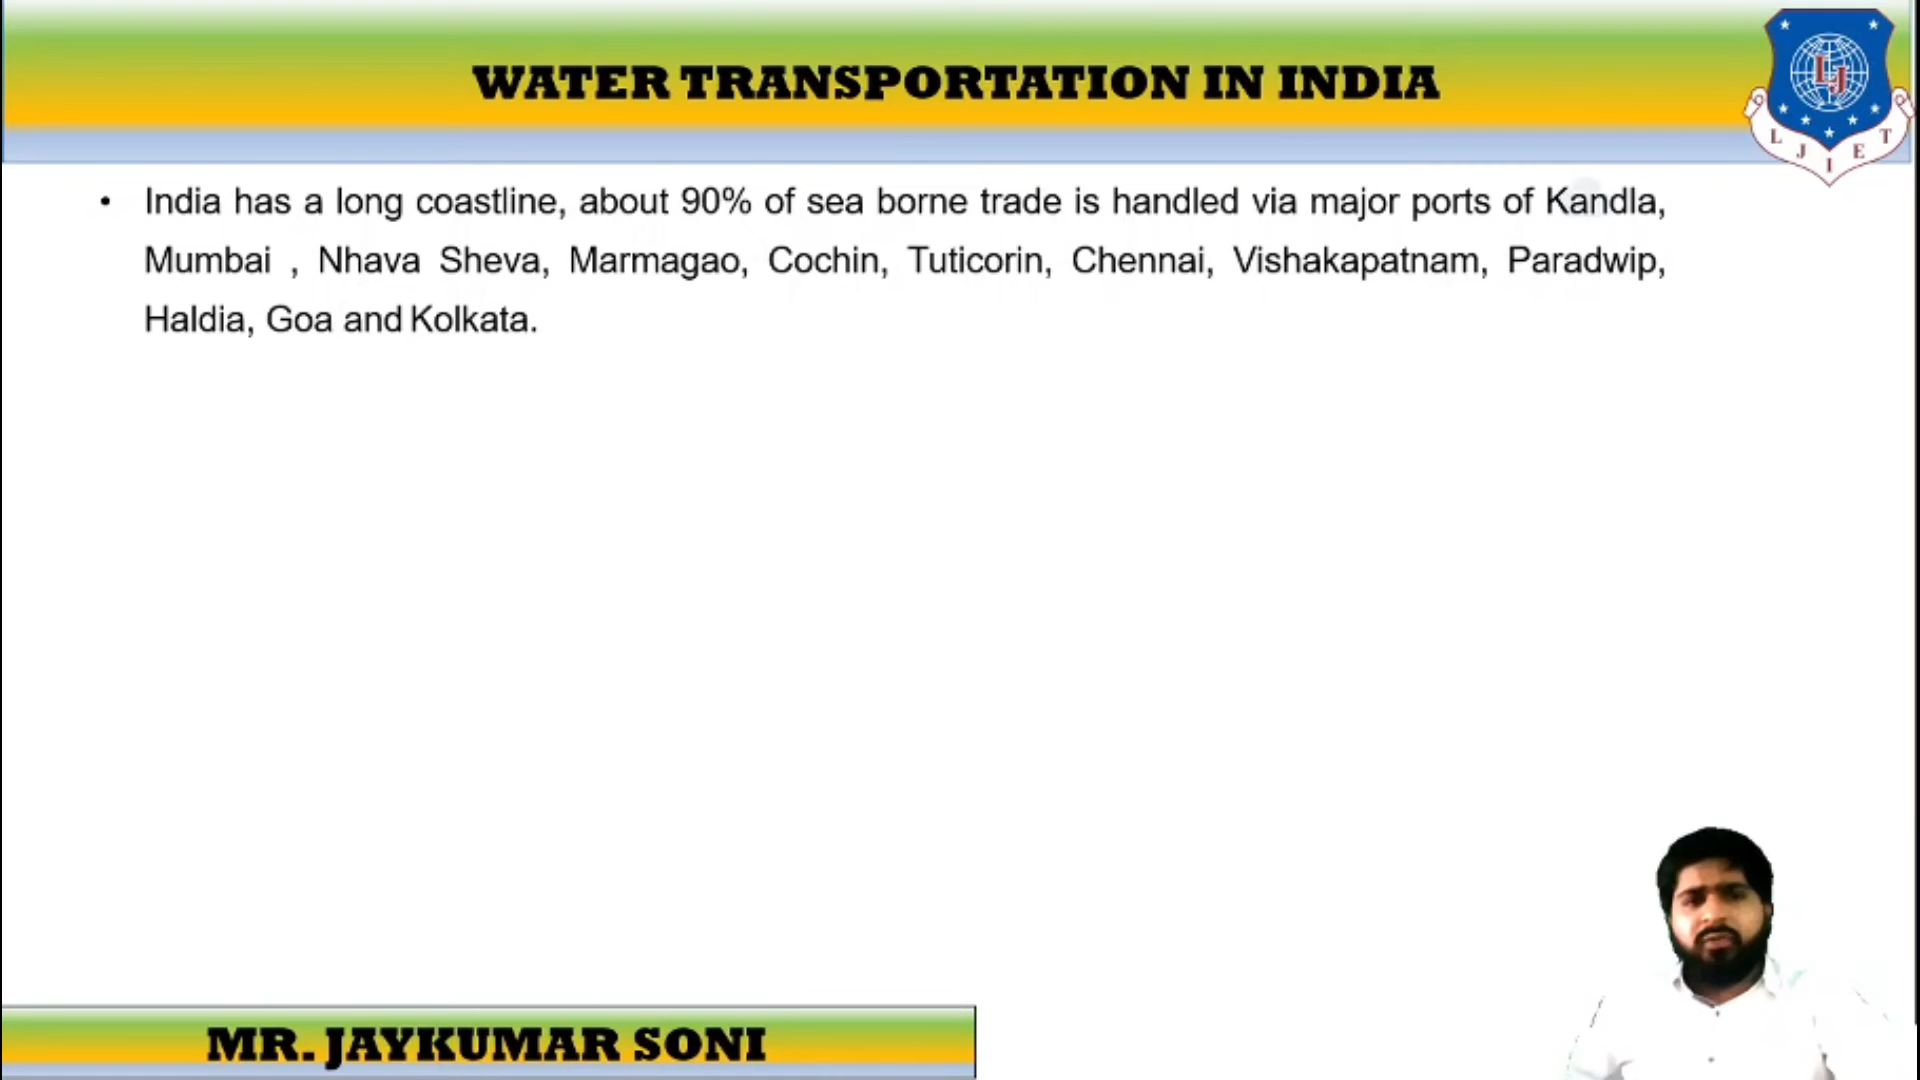 WATER TRANSPORTATION IN INDIA
LJ
L J I E T
• India has a long coastline, about 90% of sea borne trade is handled via major ports of Kandla,
Mumbai , Nhava Sheva, Marmagao, Cochin, Tuticorin, Chennai, Vishakapatnam, Paradwip,
Haldia, Goa and Kolkata.
MR. JAYKUMAR SONI